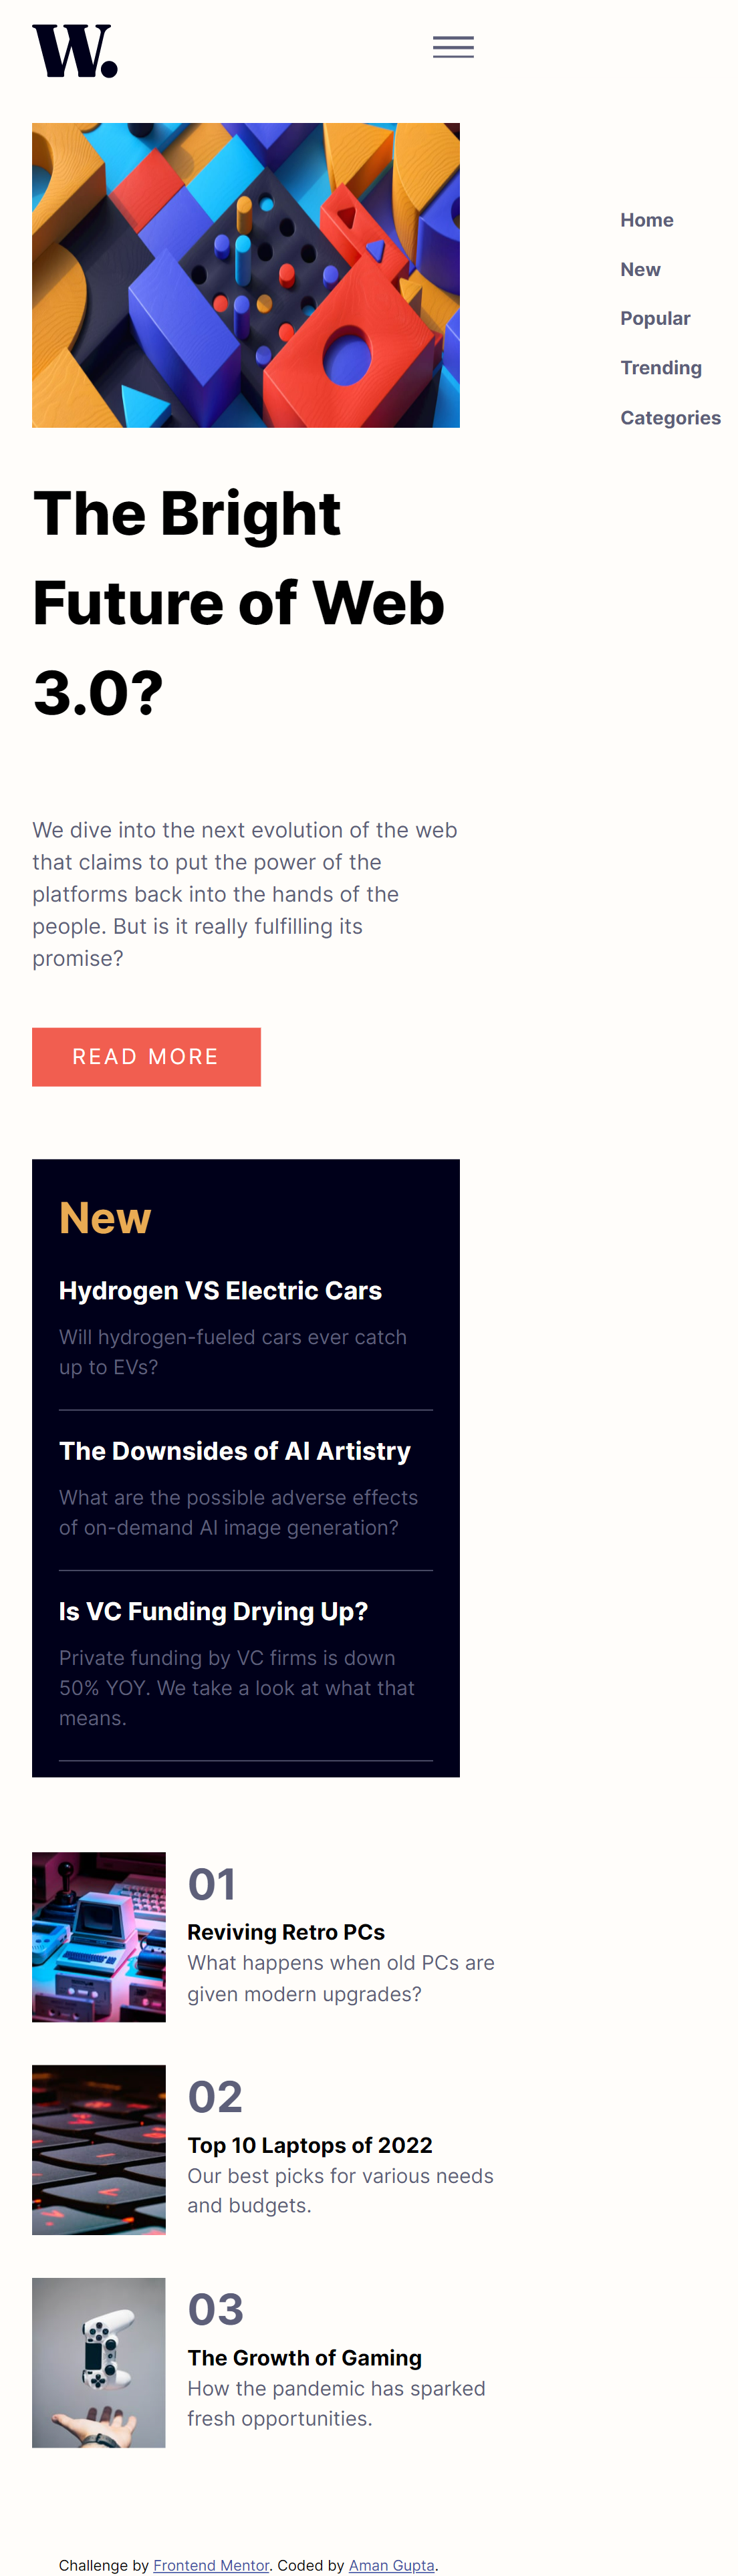 W.
Home
New
Popular
Trending
Categories
The Bright
Future of Web
3.0?
We dive into the next evolution of the web
that claims to put the power of the
platforms back into the hands of the
people. But is it really fulfilling its
promise?
READ MORE
New
Hydrogen VS Electric Cars
Will hydrogen-fueled cars ever catch
up to EVs?
The Downsides of AI Artistry
What are the possible adverse effects
of on-demand AI image generation?
Is VC Funding Drying Up?
Private funding by VC firms is down
50% YOY. We take a look at what that
means.
01
Reviving Retro PCs
What happens when old PCs are
given modern upgrades?
02
Top 10 Laptops of 2022
Our best picks for various needs
and budgets.
03
The Growth of Gaming
How the pandemic has sparked
fresh opportunities.
Challenge by Frontend Mentor. Coded by Aman Gupta.